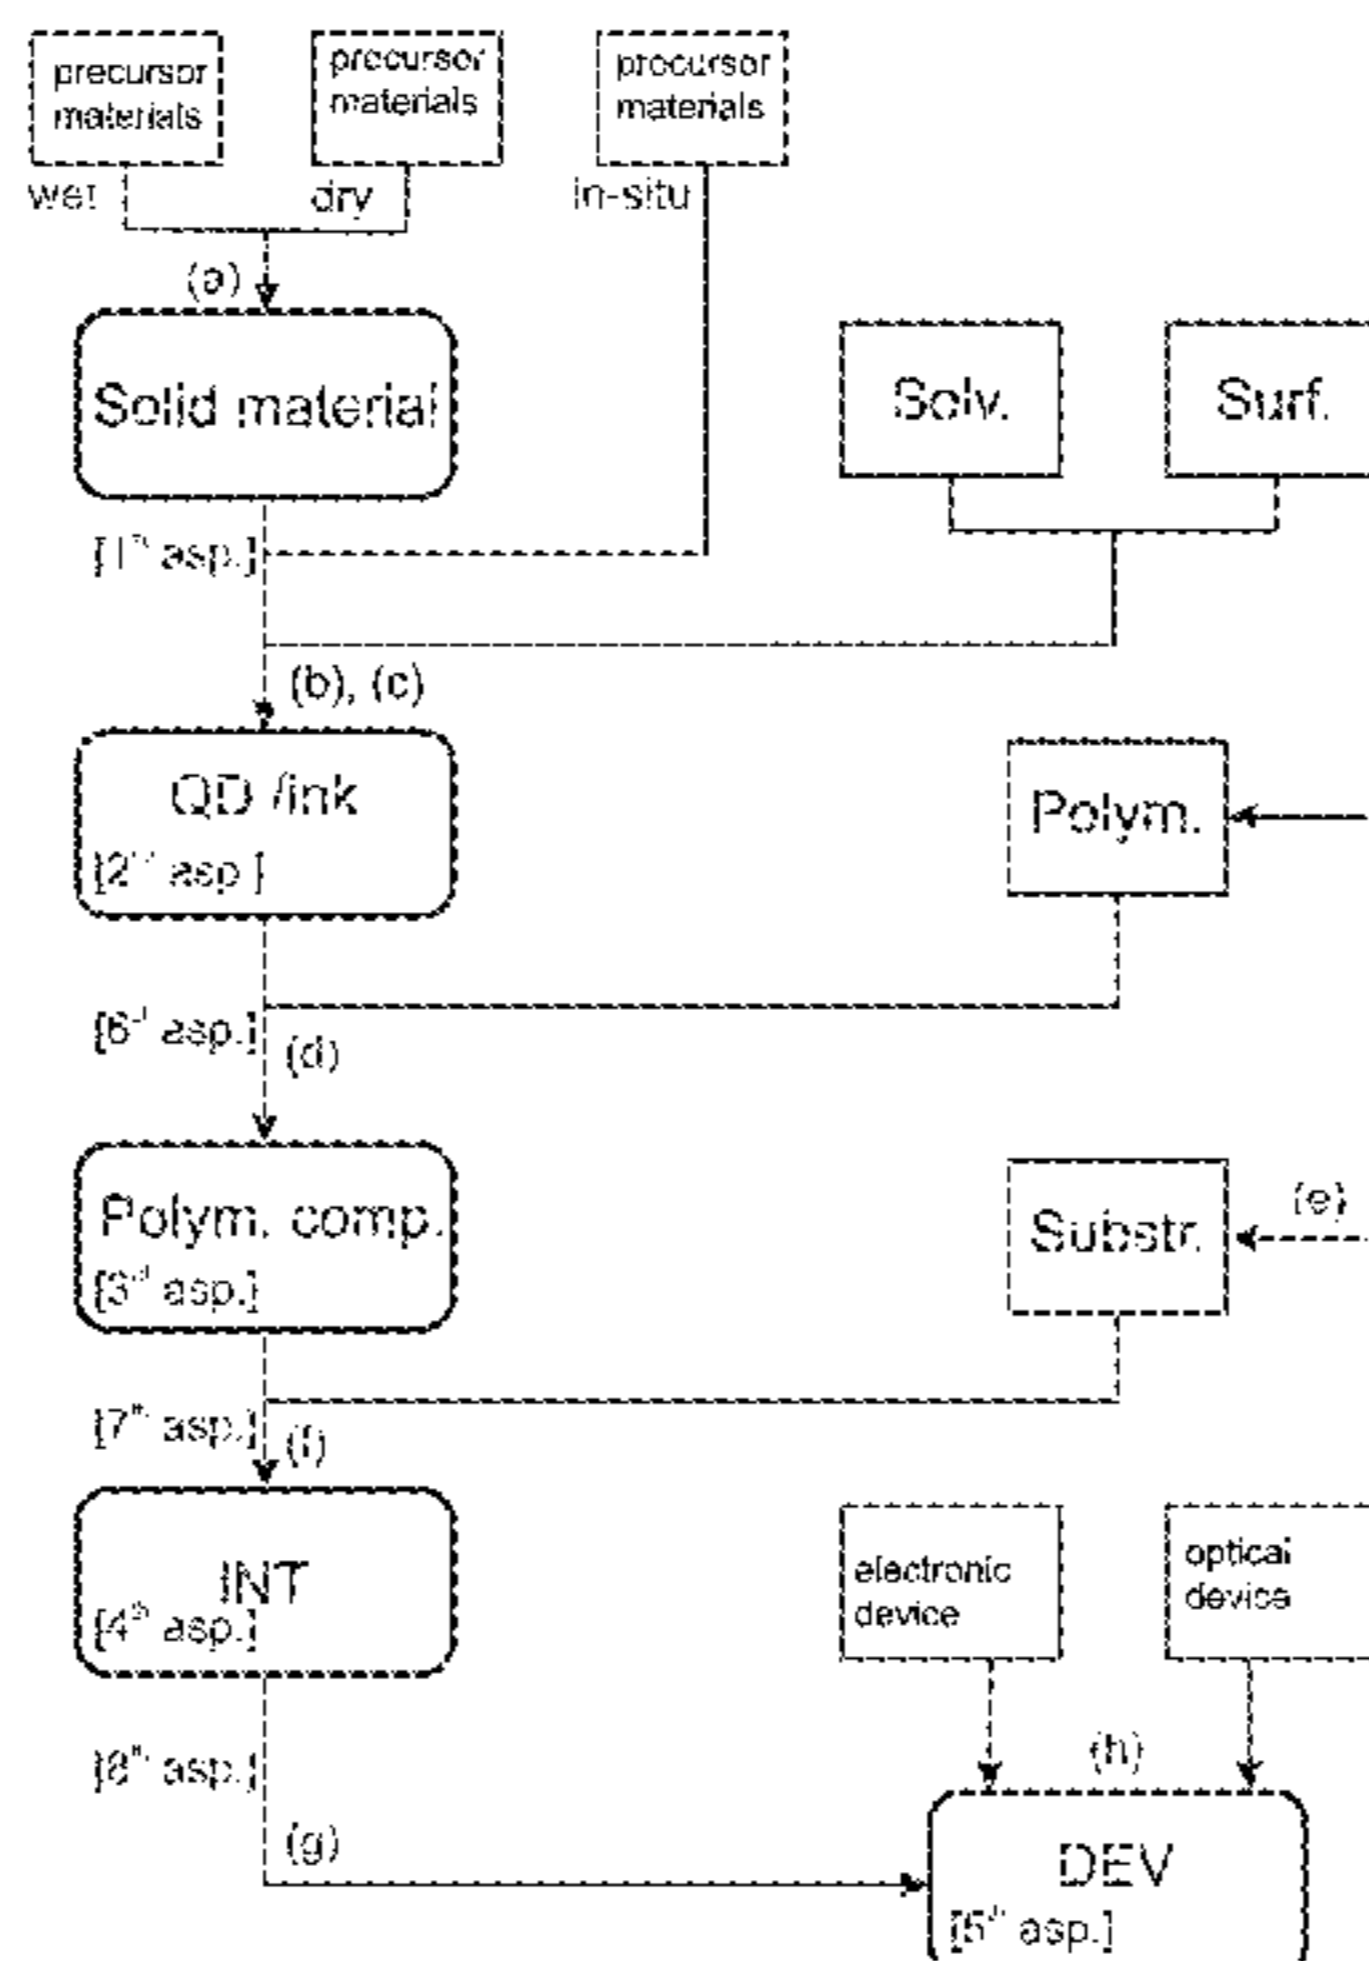 precursor
materials
precursor
materials
precursor
materials
wet
dry
in-situ
(a)
Solid material
Solv.
Surf.
[1st asp.]
(b), (c)
QD /ink
[2nd asp.]
Polym.
[6th asp.]
(d)
Polym. comp.
[3rd asp.]
Substr.
(e)
[7th asp.]
(f)
INT
[4th asp.]
electronic
device
optical
device
[8th asp.]
(h)
(g)
DEV
[5th asp.]